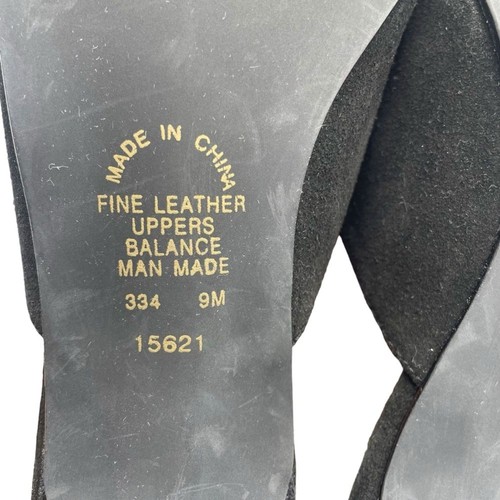 MADE IN CHINA
FINE LEATHER
UPPERS
BALANCE
MAN MADE
334 9M
15621